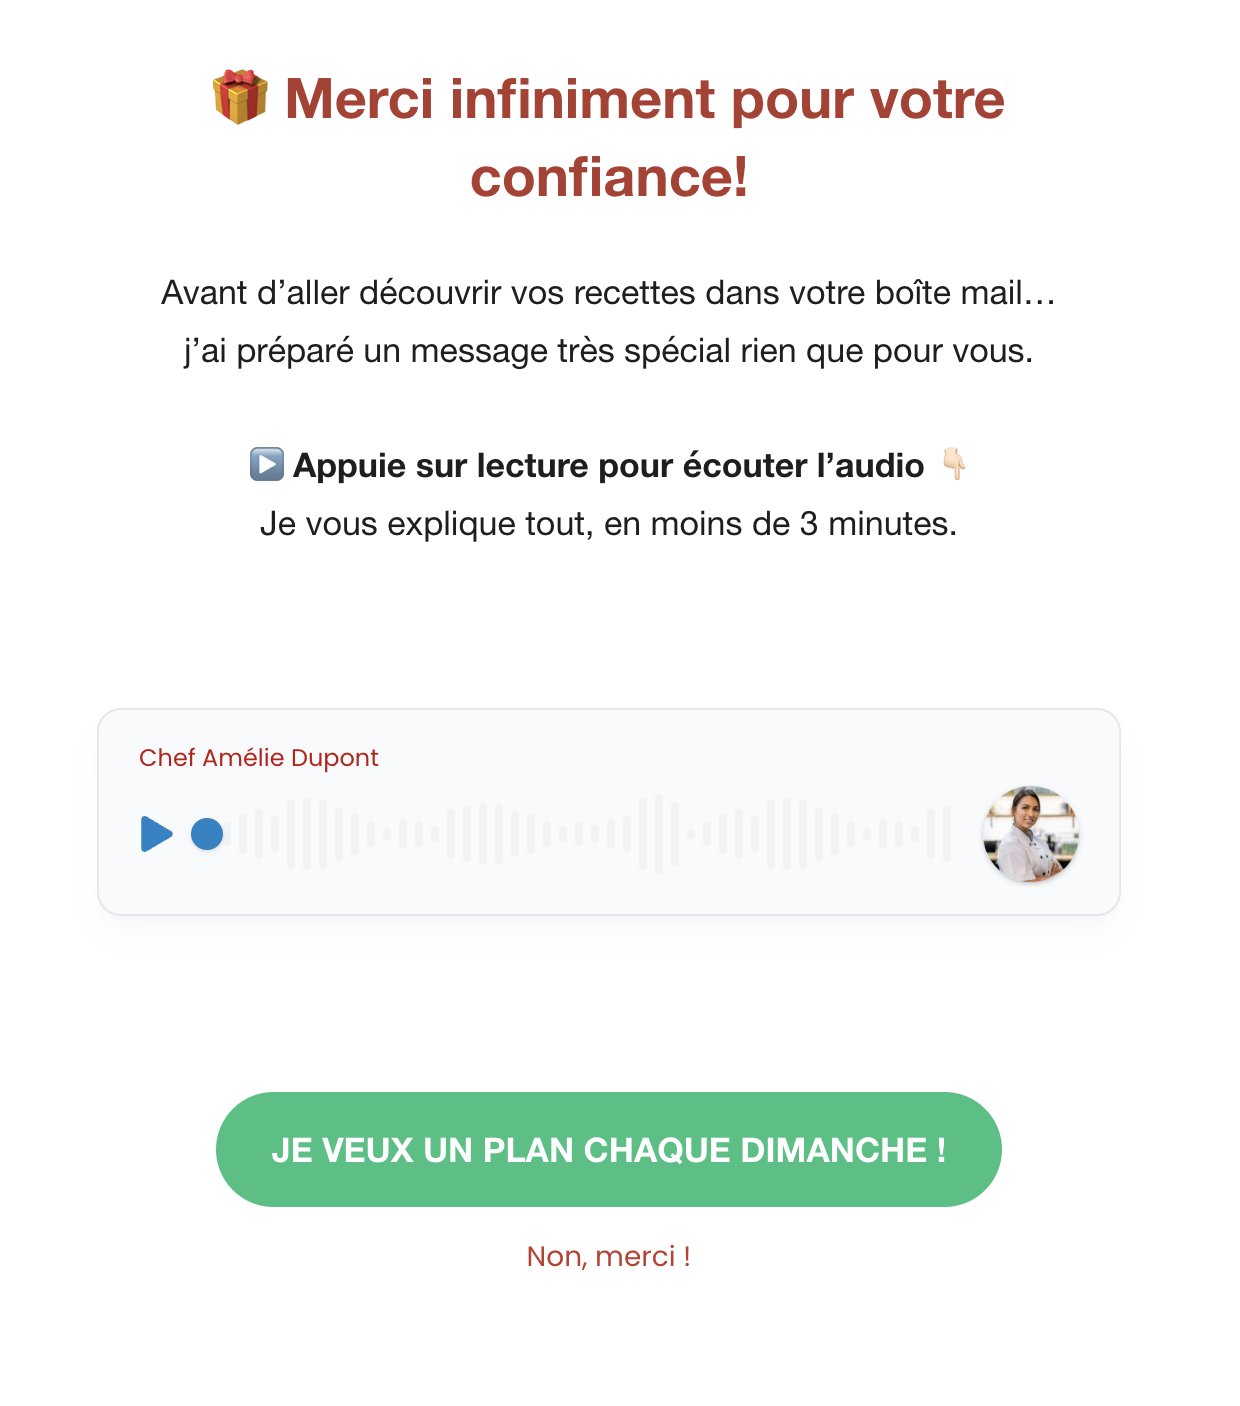 🎁 Merci infiniment pour votre
confiance!
Avant d’aller découvrir vos recettes dans votre boîte mail…
j’ai préparé un message très spécial rien que pour vous.
▶️ Appuie sur lecture pour écouter l’audio 👇🏻
Je vous explique tout, en moins de 3 minutes.
Chef Amélie Dupont
JE VEUX UN PLAN CHAQUE DIMANCHE !
Non, merci !